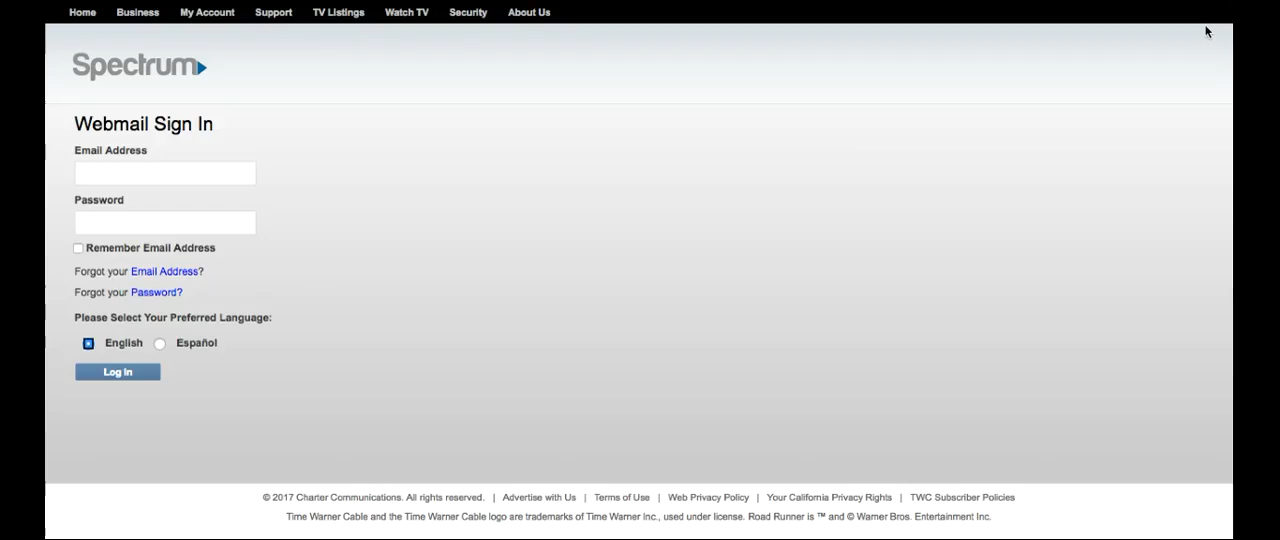 Home Business My Account Support TV Listings Watch TV Security About Us
Spectrum
Webmail Sign In
Email Address
Password
Remember Email Address
Forgot your Email Address?
Forgot your Password?
Please Select Your Preferred Language:
English Español
Log In
© 2017 Charter Communications. All rights reserved. | Advertise with Us | Terms of Use | Web Privacy Policy | Your California Privacy Rights | TWC Subscriber Policies
Time Warner Cable and the Time Warner Cable logo are trademarks of Time Warner Inc., used under license. Road Runner is ™ and © Warner Bros. Entertainment Inc.